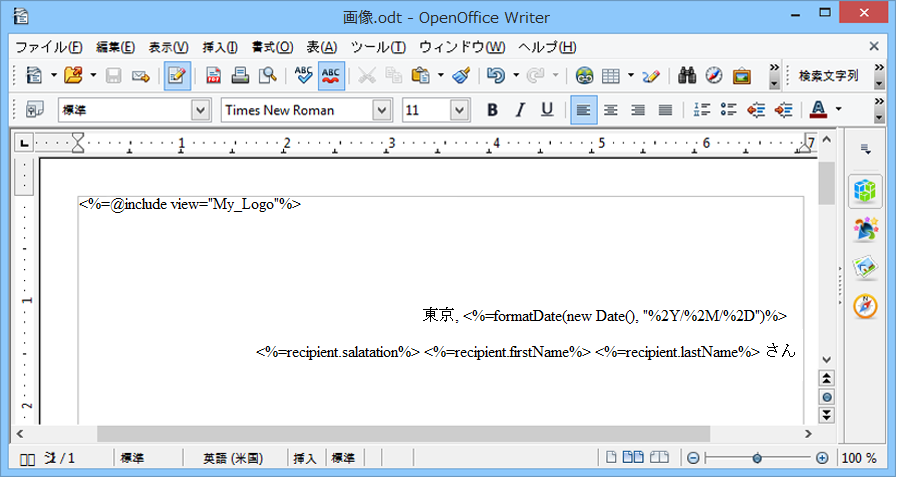 画像.odt - OpenOffice Writer
ファイル(F) 編集(E) 表示(V) 挿入(I) 書式(O) 表(A) ツール(T) ウィンドウ(W) ヘルプ(H)
検索文字列
標準 Times New Roman 11 B I U A
1 2 3 4 5 6 7
<%=@include view="My_Logo"%>
1
東京, <%=formatDate(new Date(), "%2Y/%2M/%2D")%>
<%=recipient.salatation%> <%=recipient.firstName%> <%=recipient.lastName%> さん
2
1 / 1 標準 英語 (米国) 挿入 標準 100 %